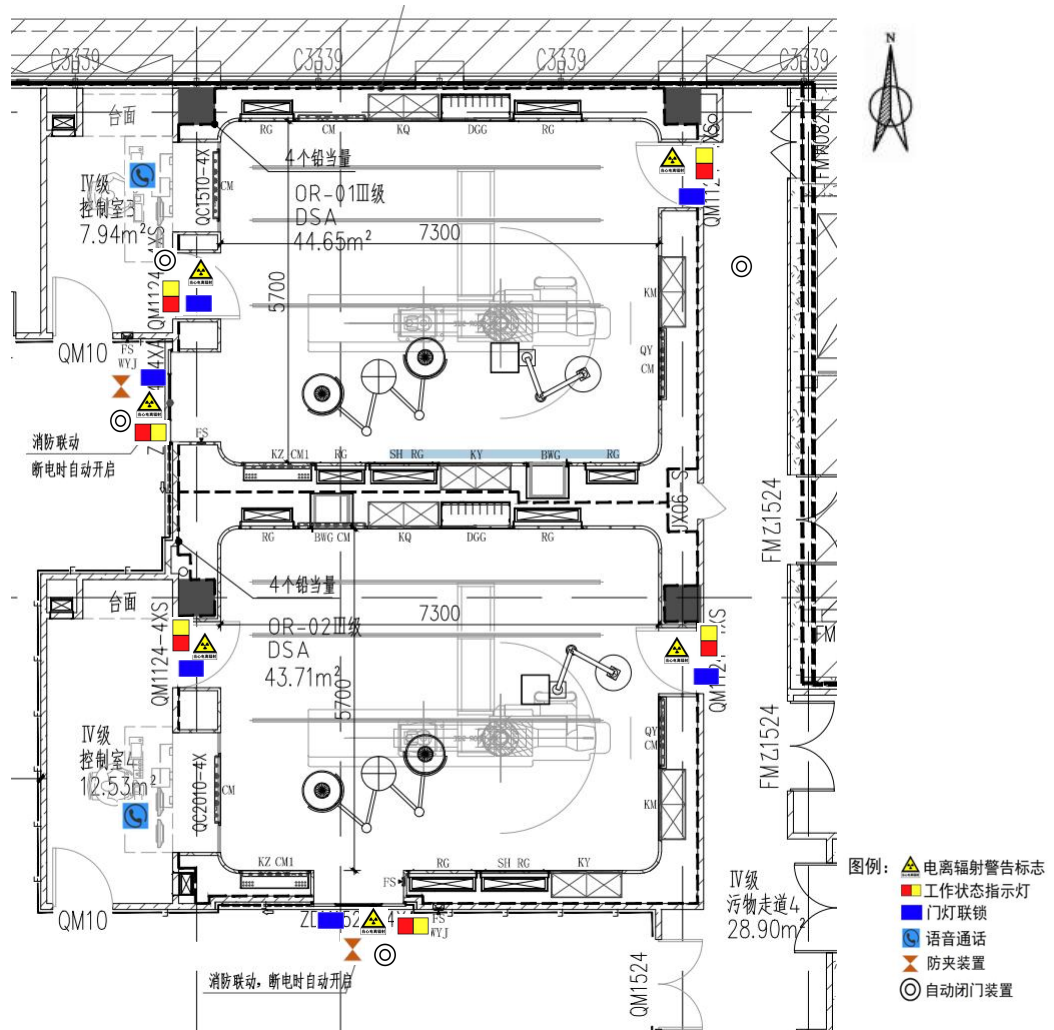 C3339
C3339
C3339
C3339
N
台面
RG
CM
KQ
DGG
RG
4个铅当量
QC1510-4X
CM
IV级
控制室3
7.94m²
OR-01III级
DSA
44.65m²
7300
5700
QM1124
QM10
FS
WYJ
KM
QY
CM
消防联动
断电时自动开启
FS
KZ CM1
RG
SH RG
KY
BWG
RG
JX06-S
FMZ1524
RG
BWG CM
KQ
DGG
RG
4个铅当量
台面
7300
OR-02III级
DSA
43.71m²
5700
QM1124-4XS
IV级
控制室4
12.53m²
QC2010-4X
CM
QY
CM
KM
FMZ1524
KZ CM1
RG
SH RG
KY
FS
QM10
FS
WYJ
IV级
污物走道4
28.90m²
QM1524
消防联动，断电时自动开启
图例：
电离辐射警告标志
工作状态指示灯
门灯联锁
语音通话
防夹装置
自动闭门装置